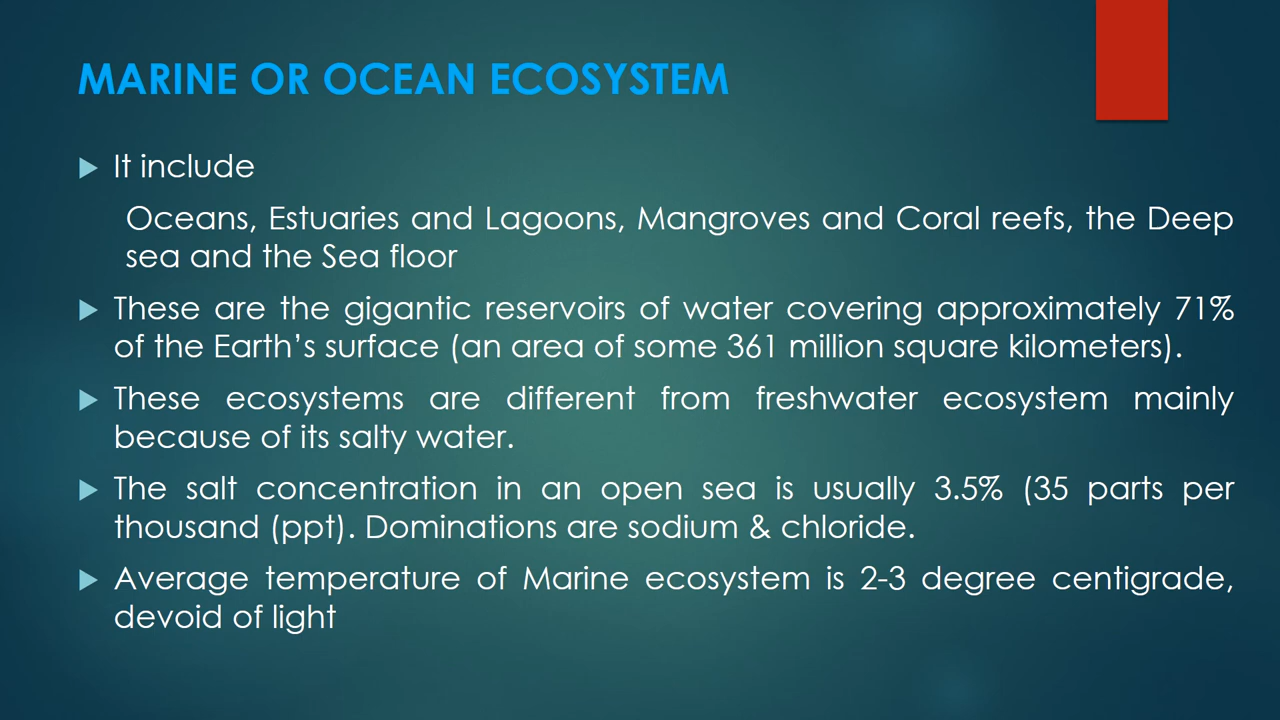 MARINE OR OCEAN ECOSYSTEM
It include
Oceans, Estuaries and Lagoons, Mangroves and Coral reefs, the Deep
sea and the Sea floor
These are the gigantic reservoirs of water covering approximately 71%
of the Earth’s surface (an area of some 361 million square kilometers).
These ecosystems are different from freshwater ecosystem mainly
because of its salty water.
The salt concentration in an open sea is usually 3.5% (35 parts per
thousand (ppt). Dominations are sodium & chloride.
Average temperature of Marine ecosystem is 2-3 degree centigrade,
devoid of light